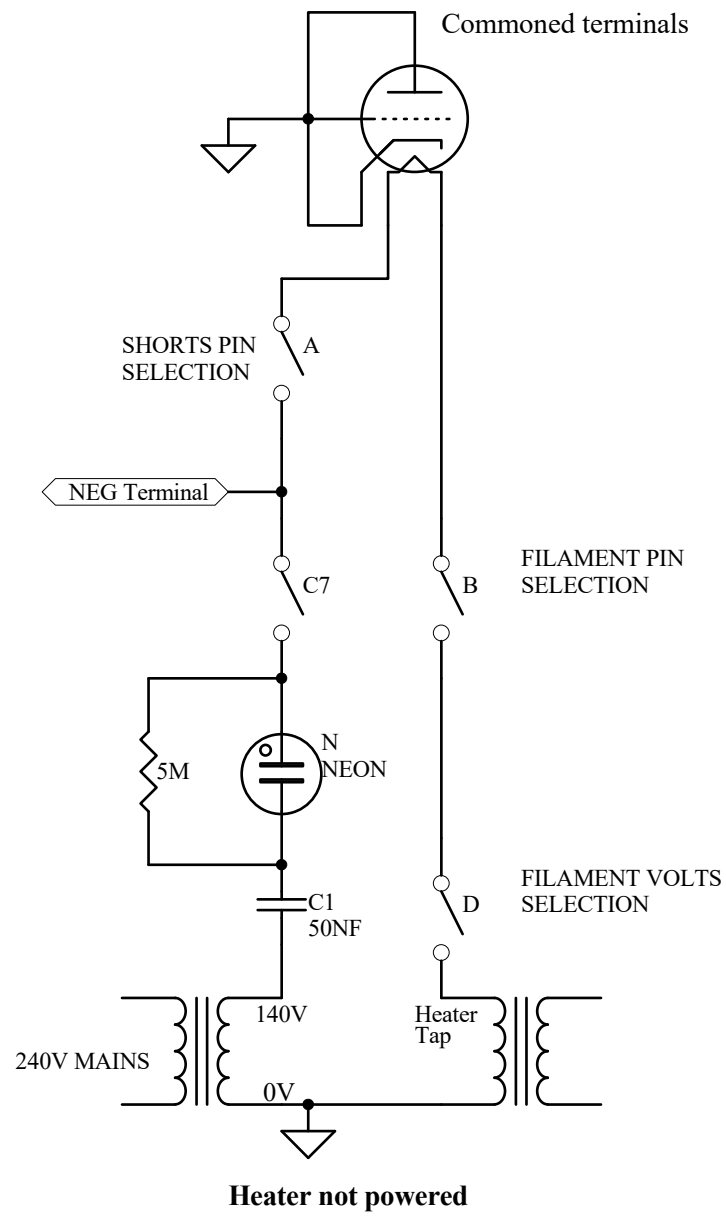 Commoned terminals
SHORTS PIN
SELECTION
A
NEG Terminal
C7
B
FILAMENT PIN
SELECTION
N
NEON
5M
C1
50NF
D
FILAMENT VOLTS
SELECTION
140V
Heater
Tap
240V MAINS
0V
Heater not powered